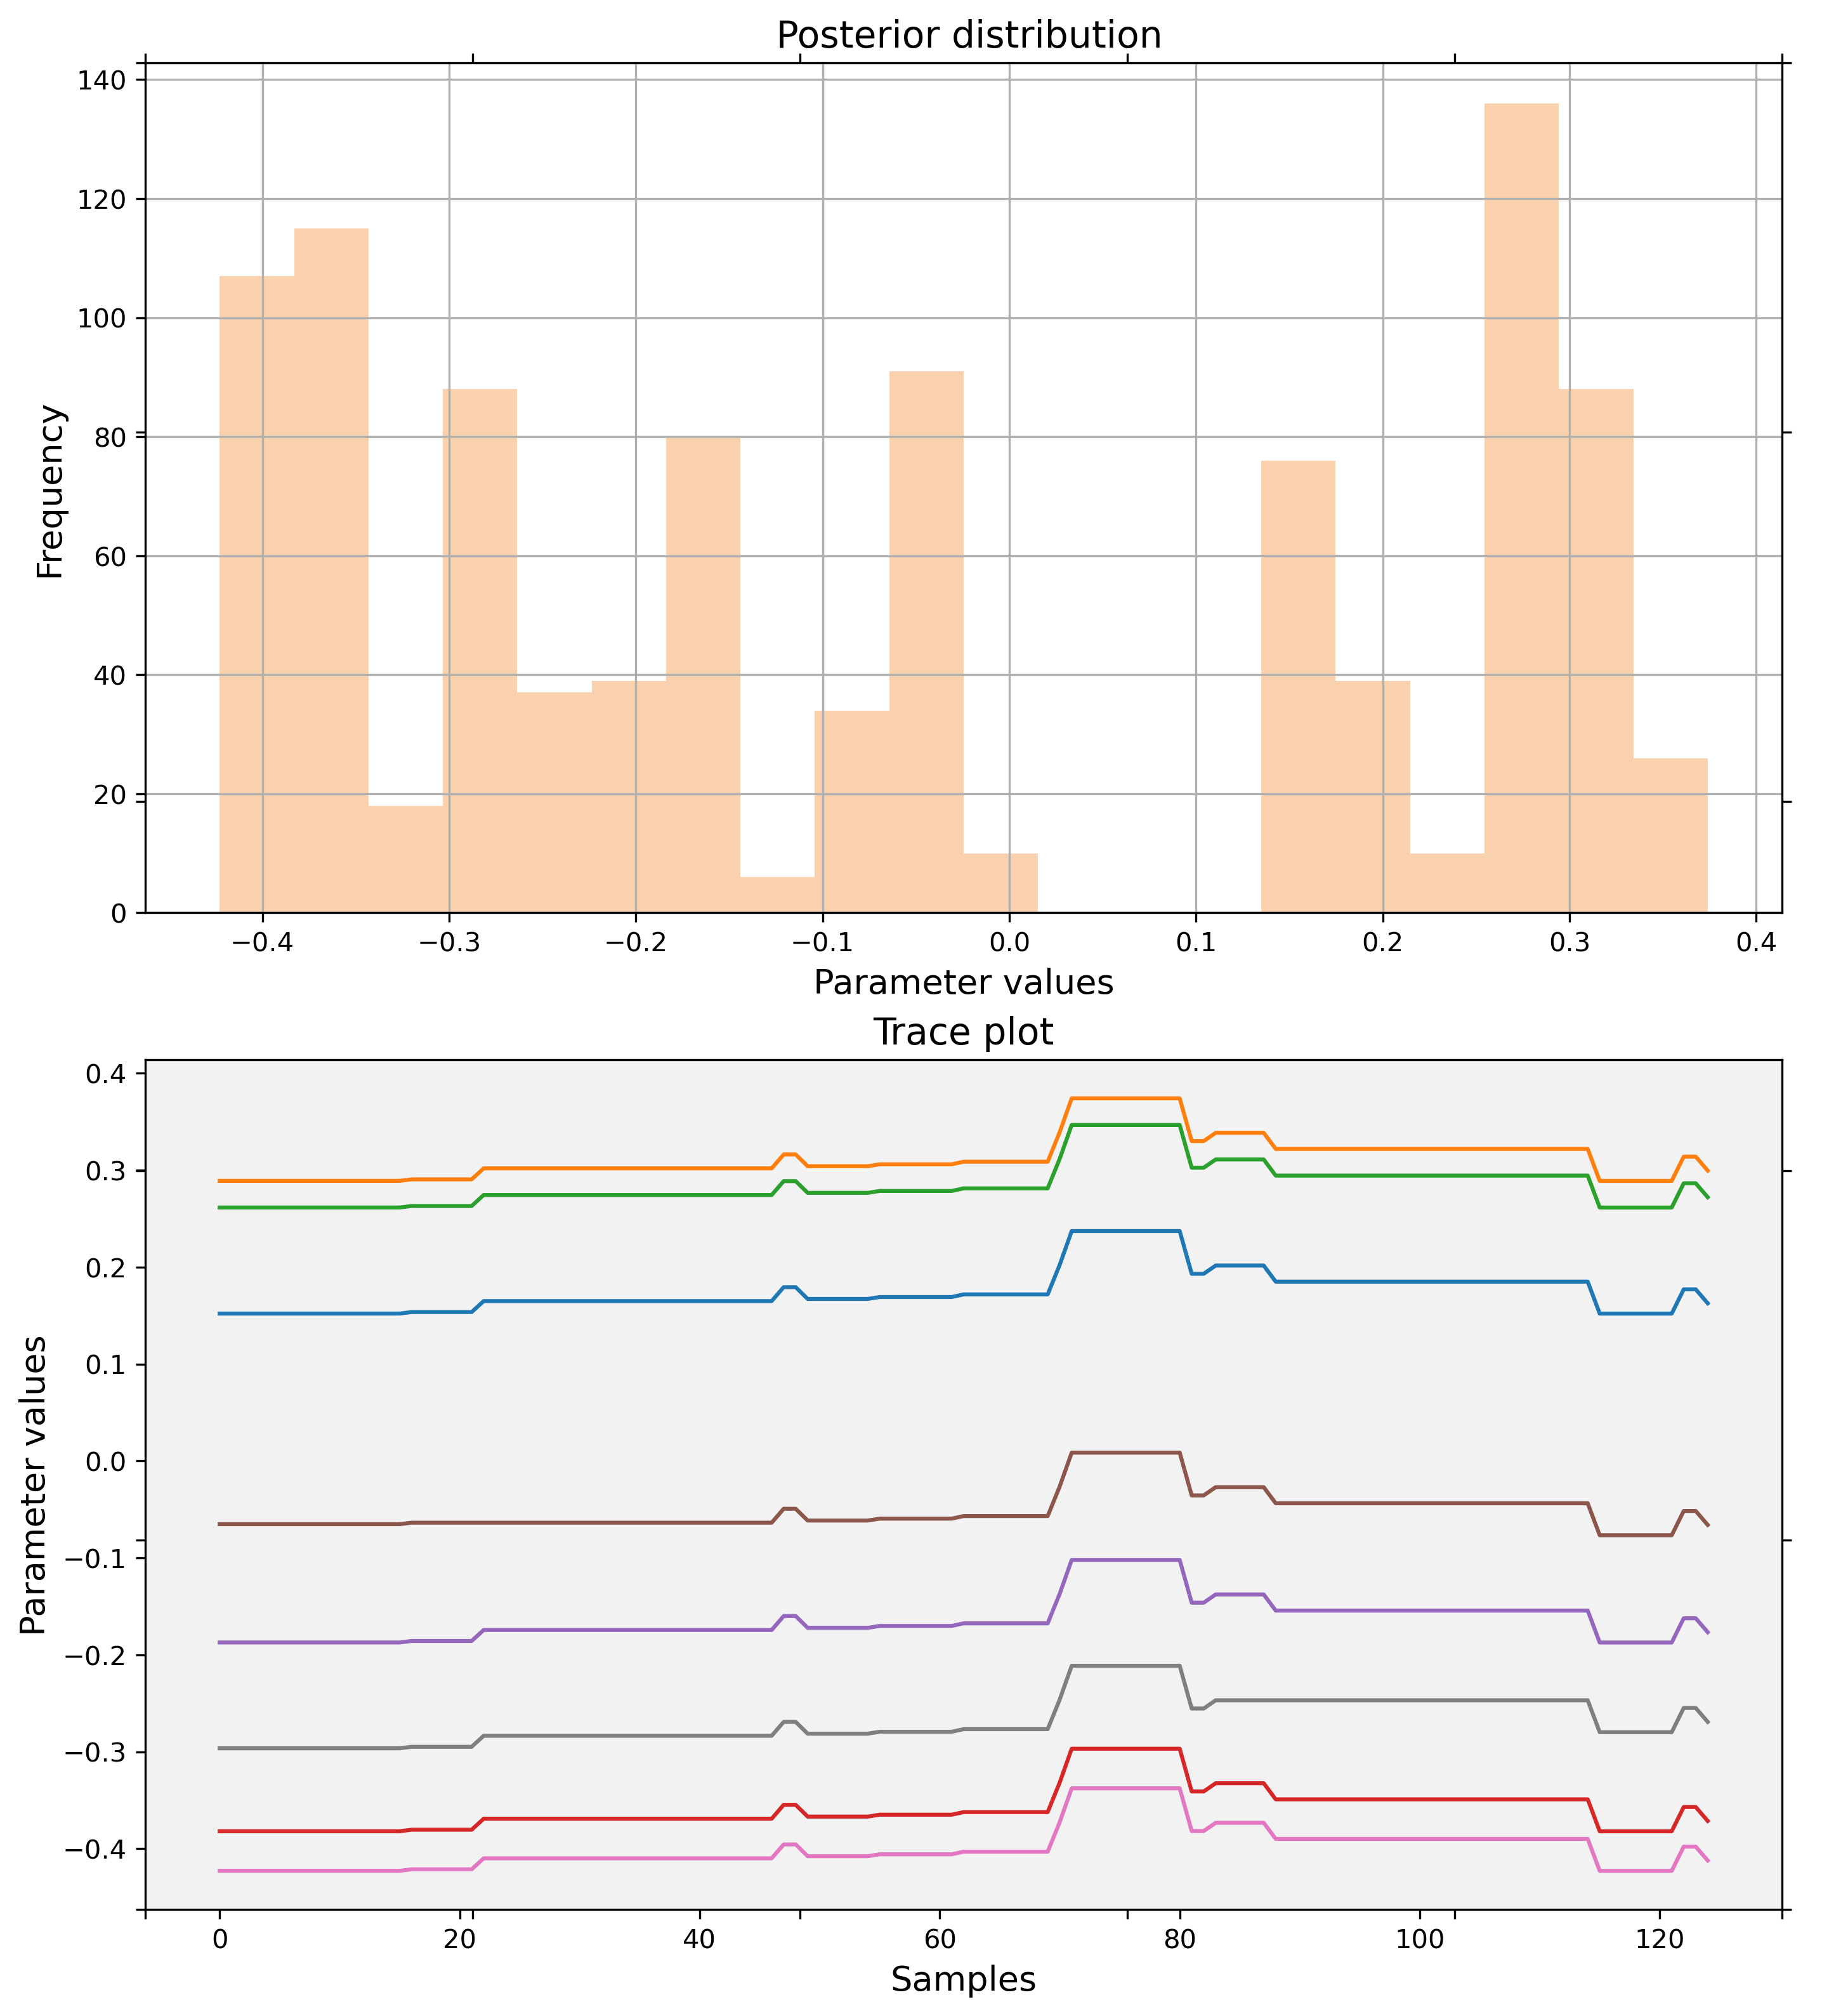 Posterior distribution
140
120
100
80
60
40
20
0
Frequency
−0.4 −0.3 −0.2 −0.1 0.0 0.1 0.2 0.3 0.4
Parameter values
Trace plot
0.4
0.3
0.2
0.1
0.0
−0.1
−0.2
−0.3
−0.4
Parameter values
0 20 40 60 80 100 120
Samples